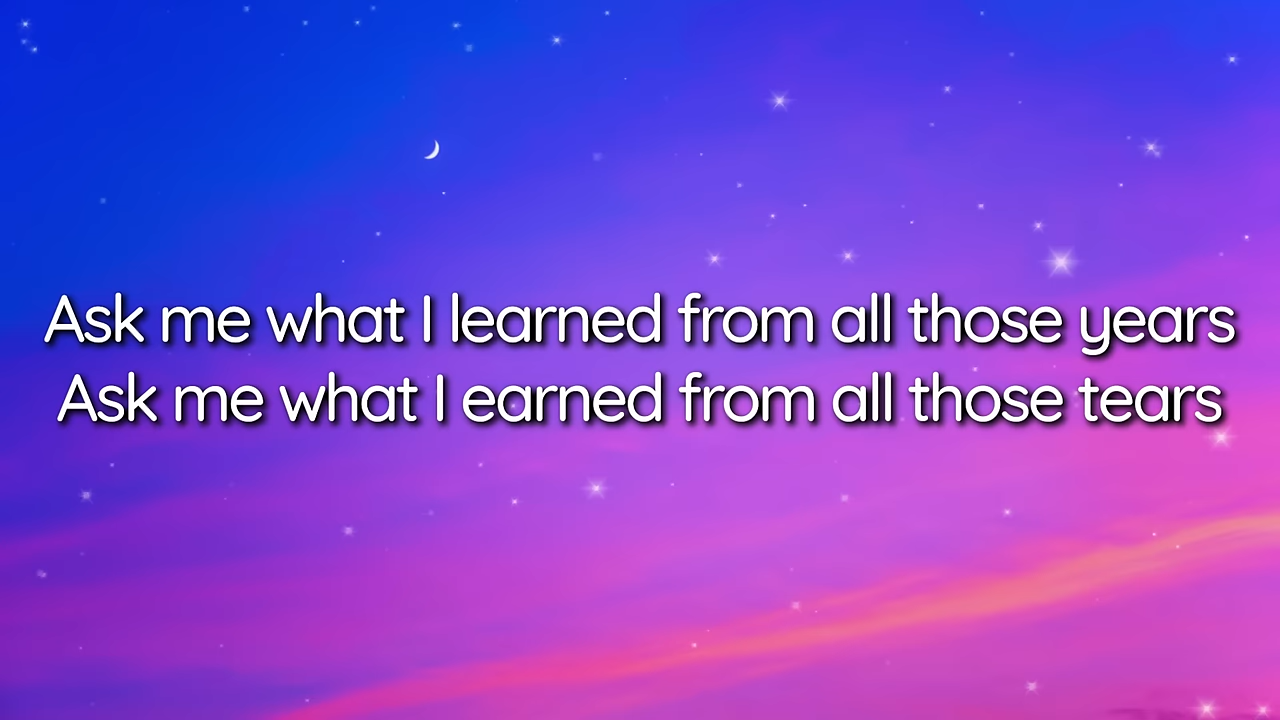 Ask me what I learned from all those years
Ask me what I earned from all those tears